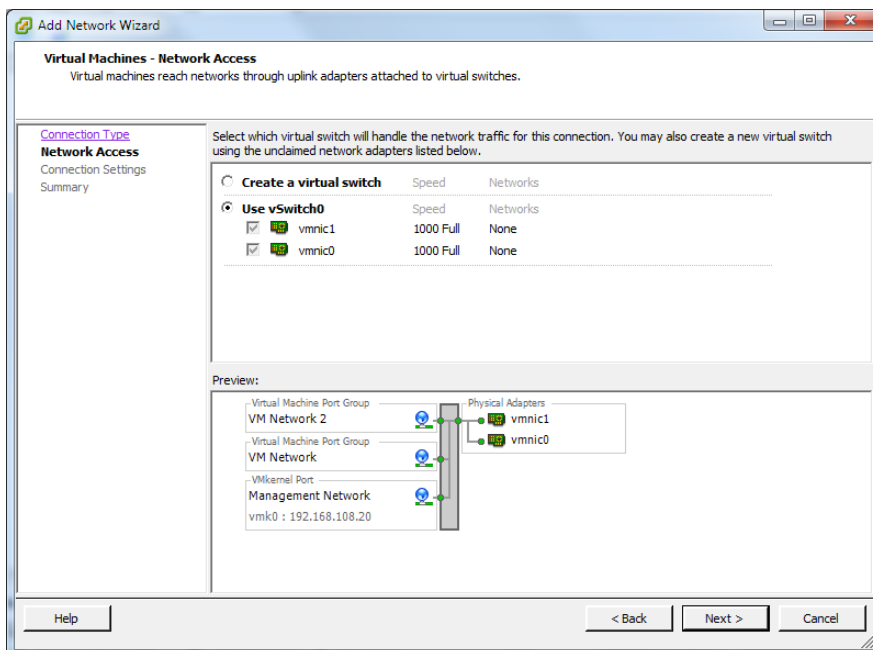 Add Network Wizard
Virtual Machines - Network Access
Virtual machines reach networks through uplink adapters attached to virtual switches.
Connection Type
Network Access
Connection Settings
Summary
Select which virtual switch will handle the network traffic for this connection. You may also create a new virtual switch
using the unclaimed network adapters listed below.
Create a virtual switch Speed Networks
Use vSwitch0 Speed Networks
vmnic1 1000 Full None
vmnic0 1000 Full None
Preview:
Virtual Machine Port Group
VM Network 2
Virtual Machine Port Group
VM Network
VMkernel Port
Management Network
vmk0 : 192.168.108.20
Physical Adapters
vmnic1
vmnic0
Help < Back Next > Cancel